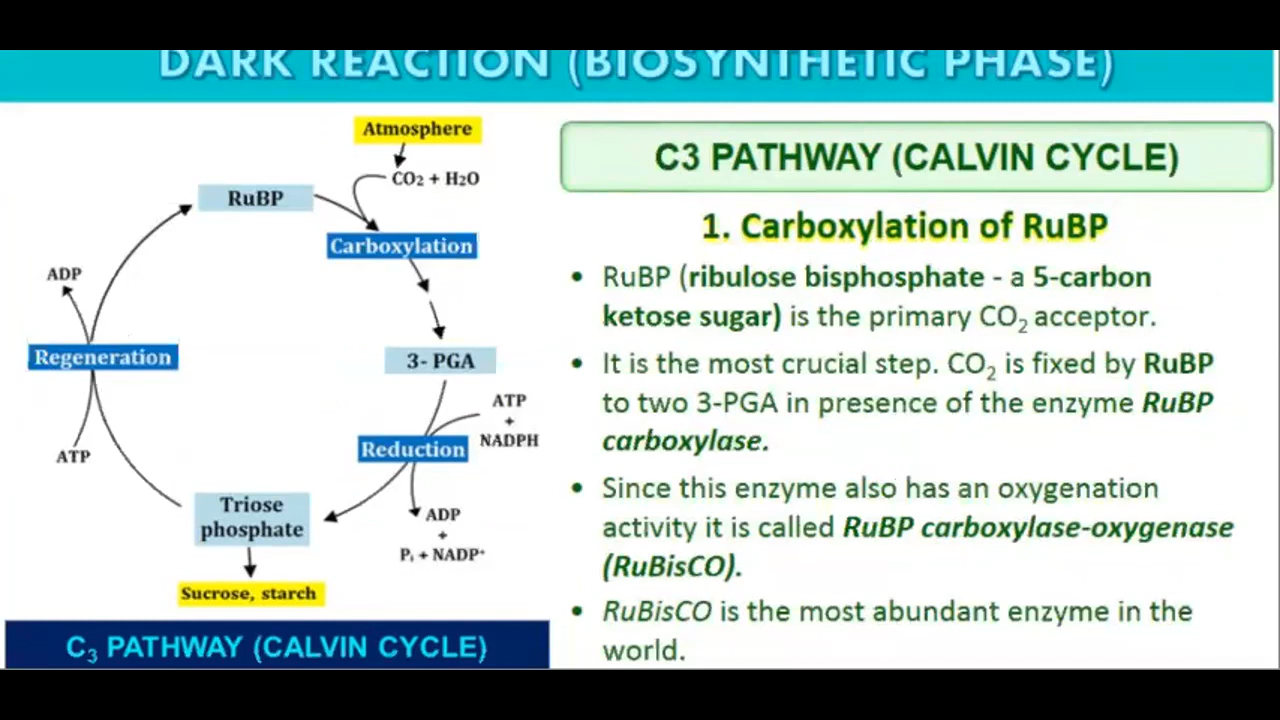 DARK REACTION (BIOSYNTHETIC PHASE)
Atmosphere
CO₂ + H₂O
RuBP
Carboxylation
ADP
Regeneration
3- PGA
ATP
+
NADPH
Reduction
ATP
Triose
phosphate
ADP
+
Pᵢ + NADP⁺
Sucrose, starch
C₃ PATHWAY (CALVIN CYCLE)
C3 PATHWAY (CALVIN CYCLE)
1. Carboxylation of RuBP
• RuBP (ribulose bisphosphate - a 5-carbon
ketose sugar) is the primary CO₂ acceptor.
• It is the most crucial step. CO₂ is fixed by RuBP
to two 3-PGA in presence of the enzyme RuBP
carboxylase.
• Since this enzyme also has an oxygenation
activity it is called RuBP carboxylase-oxygenase
(RuBisCO).
• RuBisCO is the most abundant enzyme in the
world.